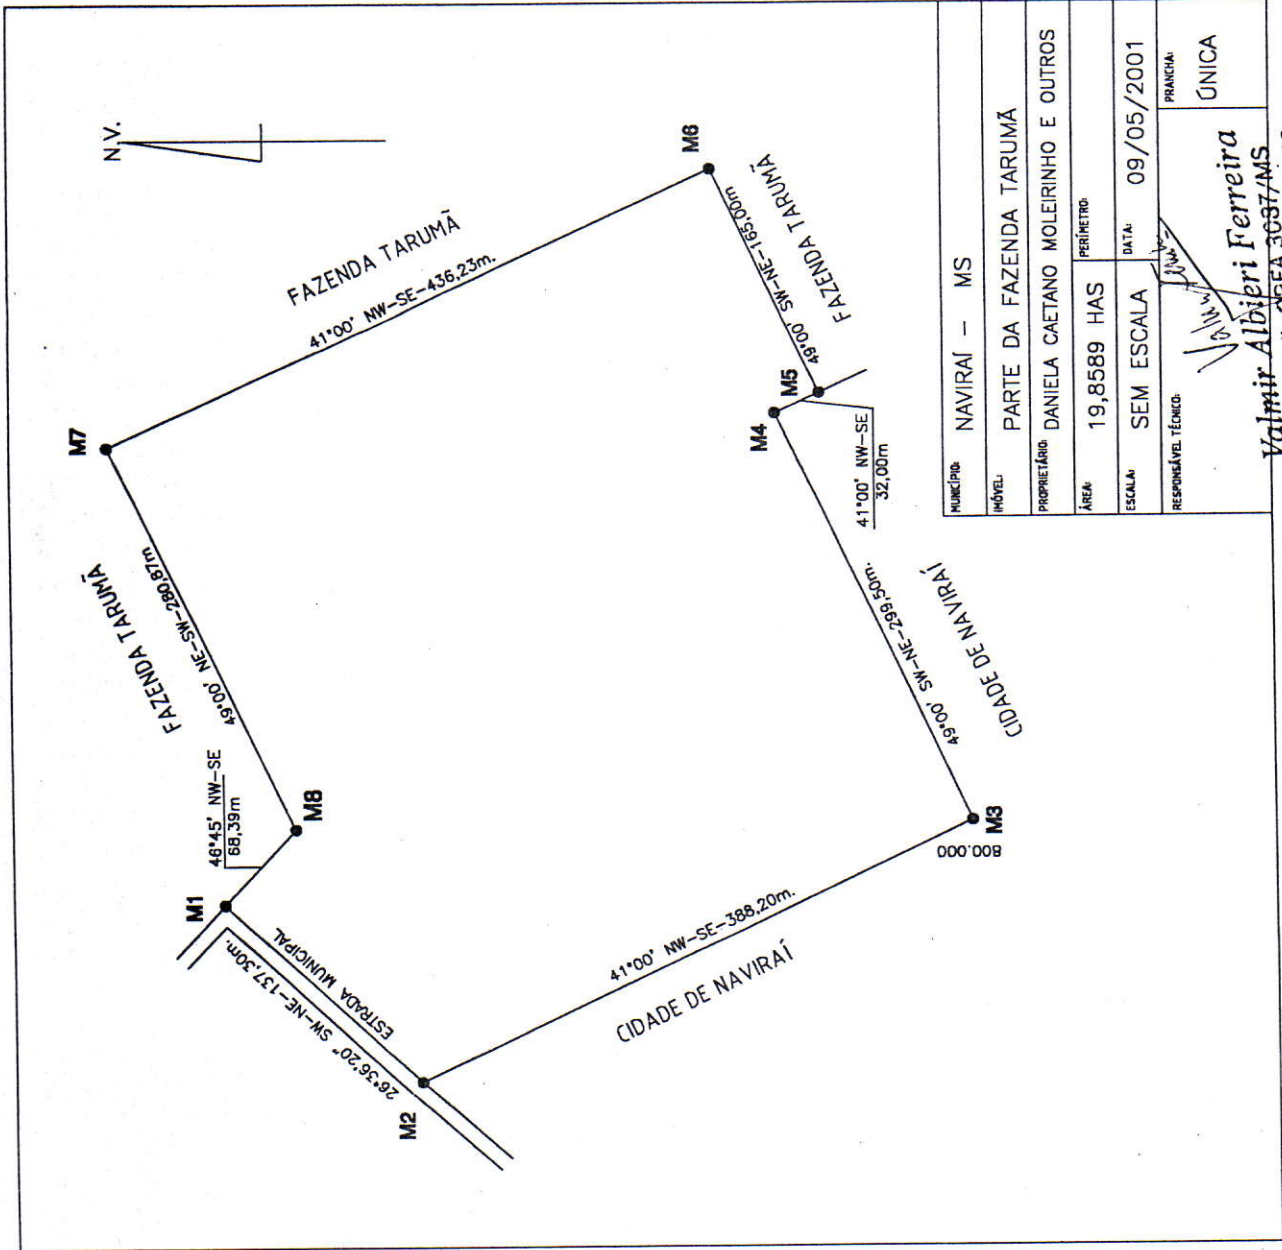 N.V.
M7
FAZENDA TARUMÃ
41°00' NW-SE-436,23m.
M6
FAZENDA TARUMÃ
49°00' NE-SW-280,87m
49°00' SW-NE-165,00m
FAZENDA TARUMÃ
M5
M4
41°00' NW-SE
32,00m
46°45' NW-SE
68,39m
M8
M1
26°36'20" SW-NE-137,30m.
ESTRADA MUNICIPAL
M2
41°00' NW-SE-388,20m.
CIDADE DE NAVIRAÍ
49°00' SW-NE-299,50m.
CIDADE DE NAVIRAÍ
M3
800.000
MUNICÍPIO: NAVIRAÍ - MS
IMÓVEL: PARTE DA FAZENDA TARUMÃ
PROPRIETÁRIO: DANIELA CAETANO MOLEIRINHO E OUTROS
ÁREA: 19,8589 HAS PERÍMETRO:
ESCALA: SEM ESCALA DATA: 09/05/2001
RESPONSÁVEL TÉCNICO: PRANCHA: ÚNICA
Valmir Albieri Ferreira
CREA 3037/MS